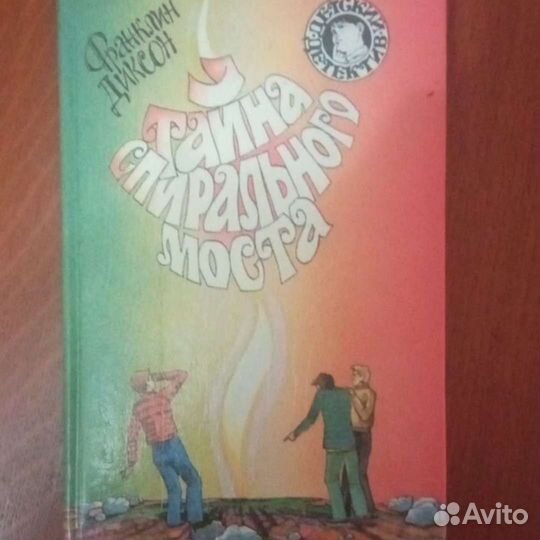 Франклин
Диксон
ДЕТСКИЙ
ДЕТЕКТИВ
Тайна
спирального
моста
Avito